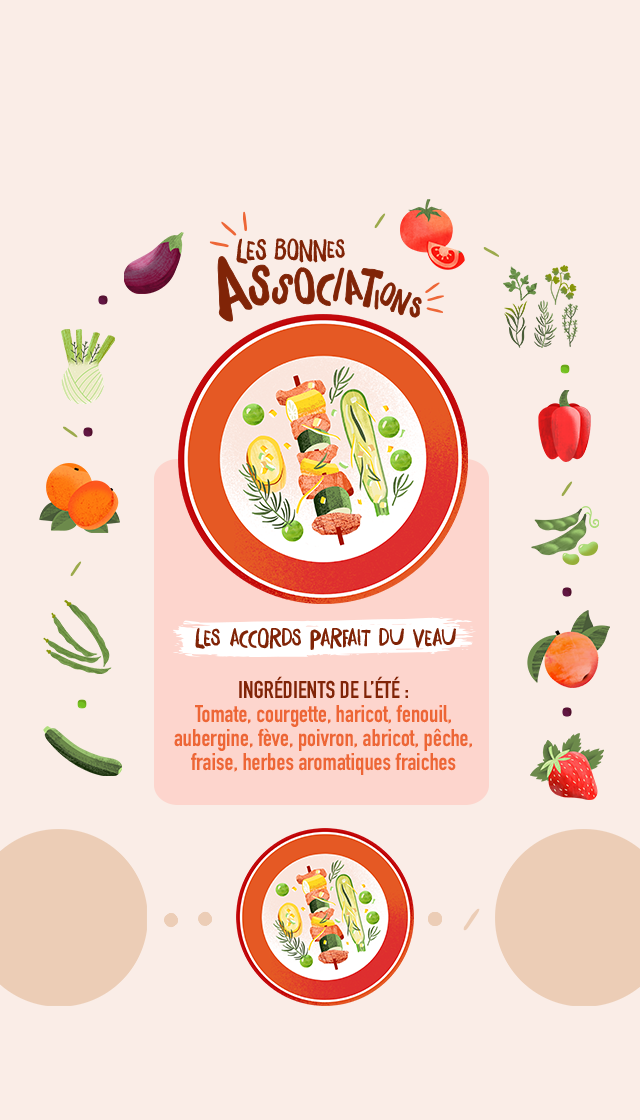 LES BONNES
ASSOCIATIONS
LES ACCORDS PARFAIT DU VEAU
INGRÉDIENTS DE L'ÉTÉ :
Tomate, courgette, haricot, fenouil,
aubergine, fève, poivron, abricot, pêche,
fraise, herbes aromatiques fraiches